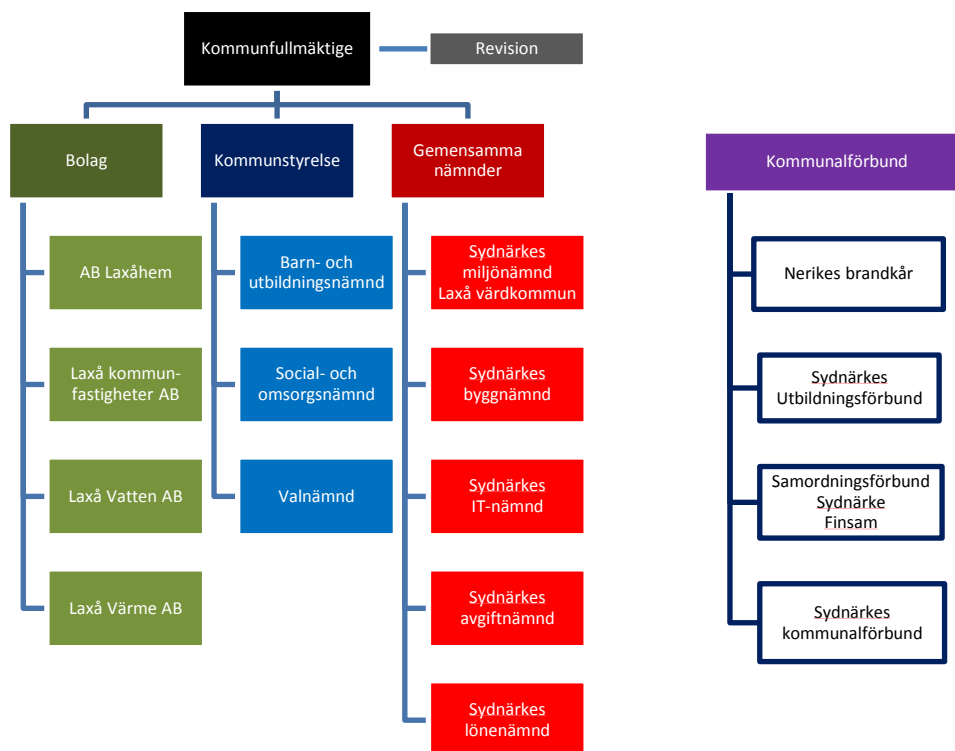 Kommunfullmäktige
Revision
Bolag
Kommunstyrelse
Gemensamma
nämnder
Kommunalförbund
AB Laxåhem
Laxå kommun-
fastigheter AB
Laxå Vatten AB
Laxå Värme AB
Barn- och
utbildningsnämnd
Social- och
omsorgsnämnd
Valnämnd
Sydnärkes
miljönämnd
Laxå värdkommun
Sydnärkes
byggnämnd
Sydnärkes
IT-nämnd
Sydnärkes
avgiftnämnd
Sydnärkes
lönenämnd
Nerikes brandkår
Sydnärkes
Utbildningsförbund
Samordningsförbund
Sydnärke
Finsam
Sydnärkes
kommunalförbund